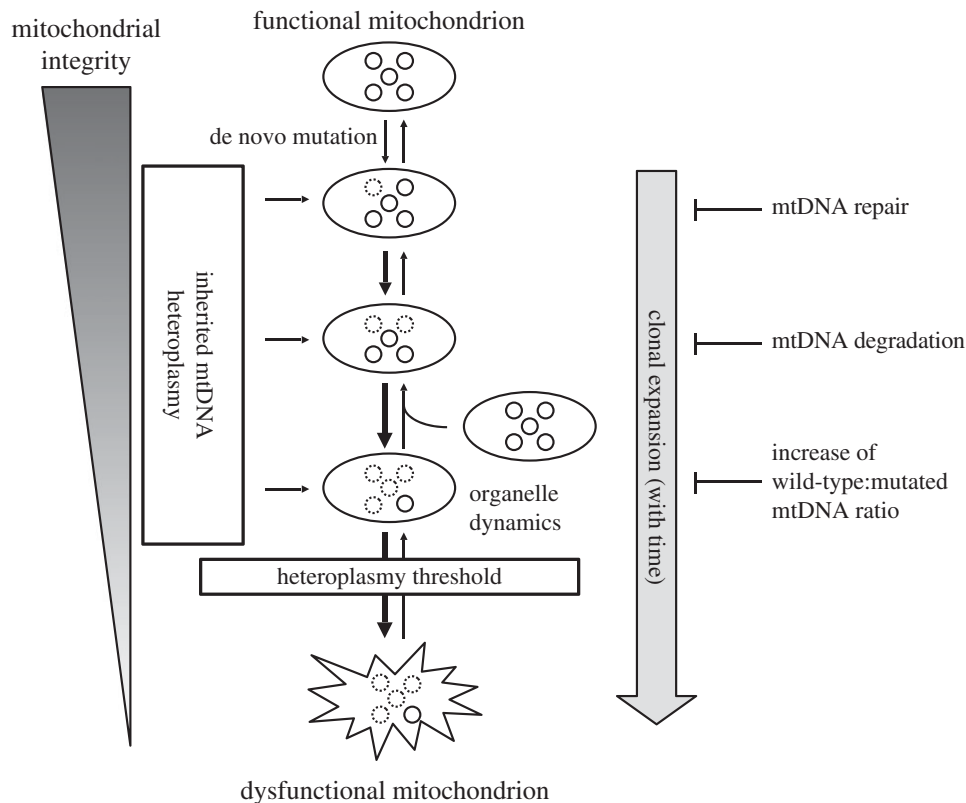 functional mitochondrion
mitochondrial
integrity
de novo mutation
inherited mtDNA
heteroplasmy
mtDNA repair
mtDNA degradation
clonal expansion (with time)
organelle
dynamics
increase of
wild-type:mutated
mtDNA ratio
heteroplasmy threshold
dysfunctional mitochondrion